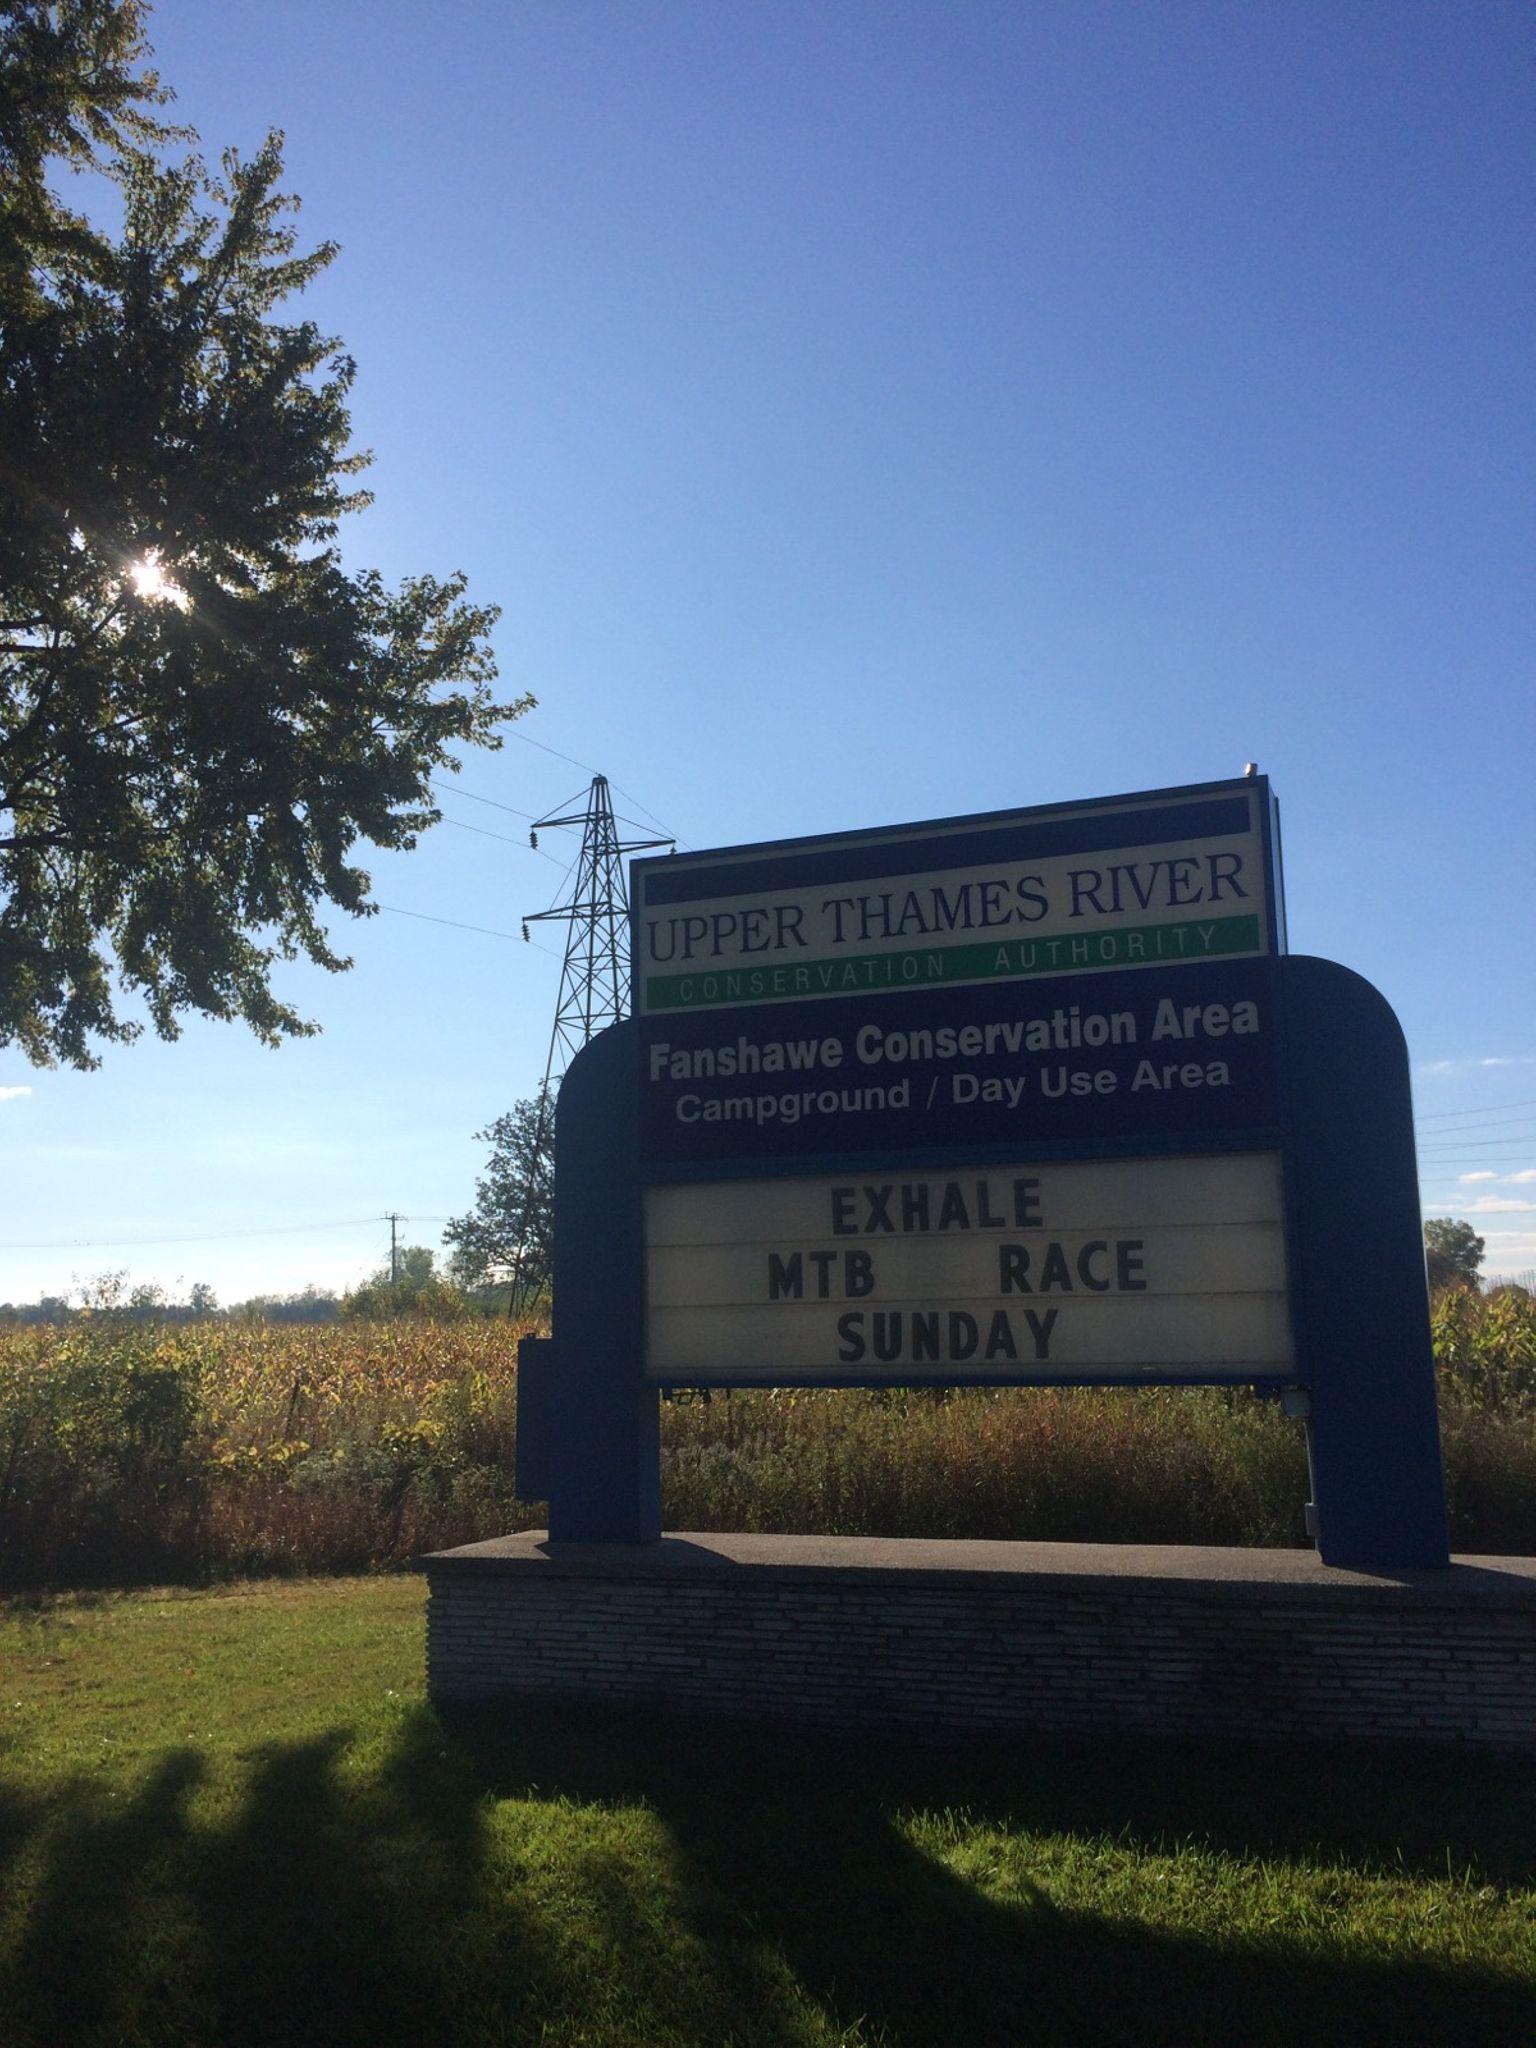 UPPER THAMES RIVER
CONSERVATION AUTHORITY
Fanshawe Conservation Area
Campground / Day Use Area
EXHALE
MTB RACE
SUNDAY